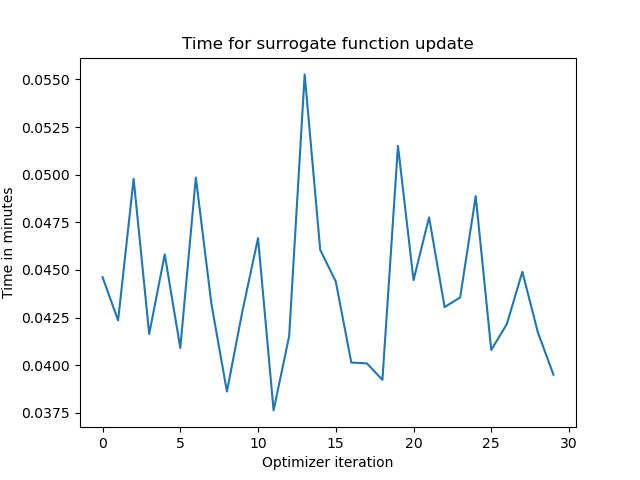 Time for surrogate function update
0.0550
0.0525
0.0500
0.0475
0.0450
0.0425
0.0400
0.0375
Time in minutes
0 5 10 15 20 25 30
Optimizer iteration